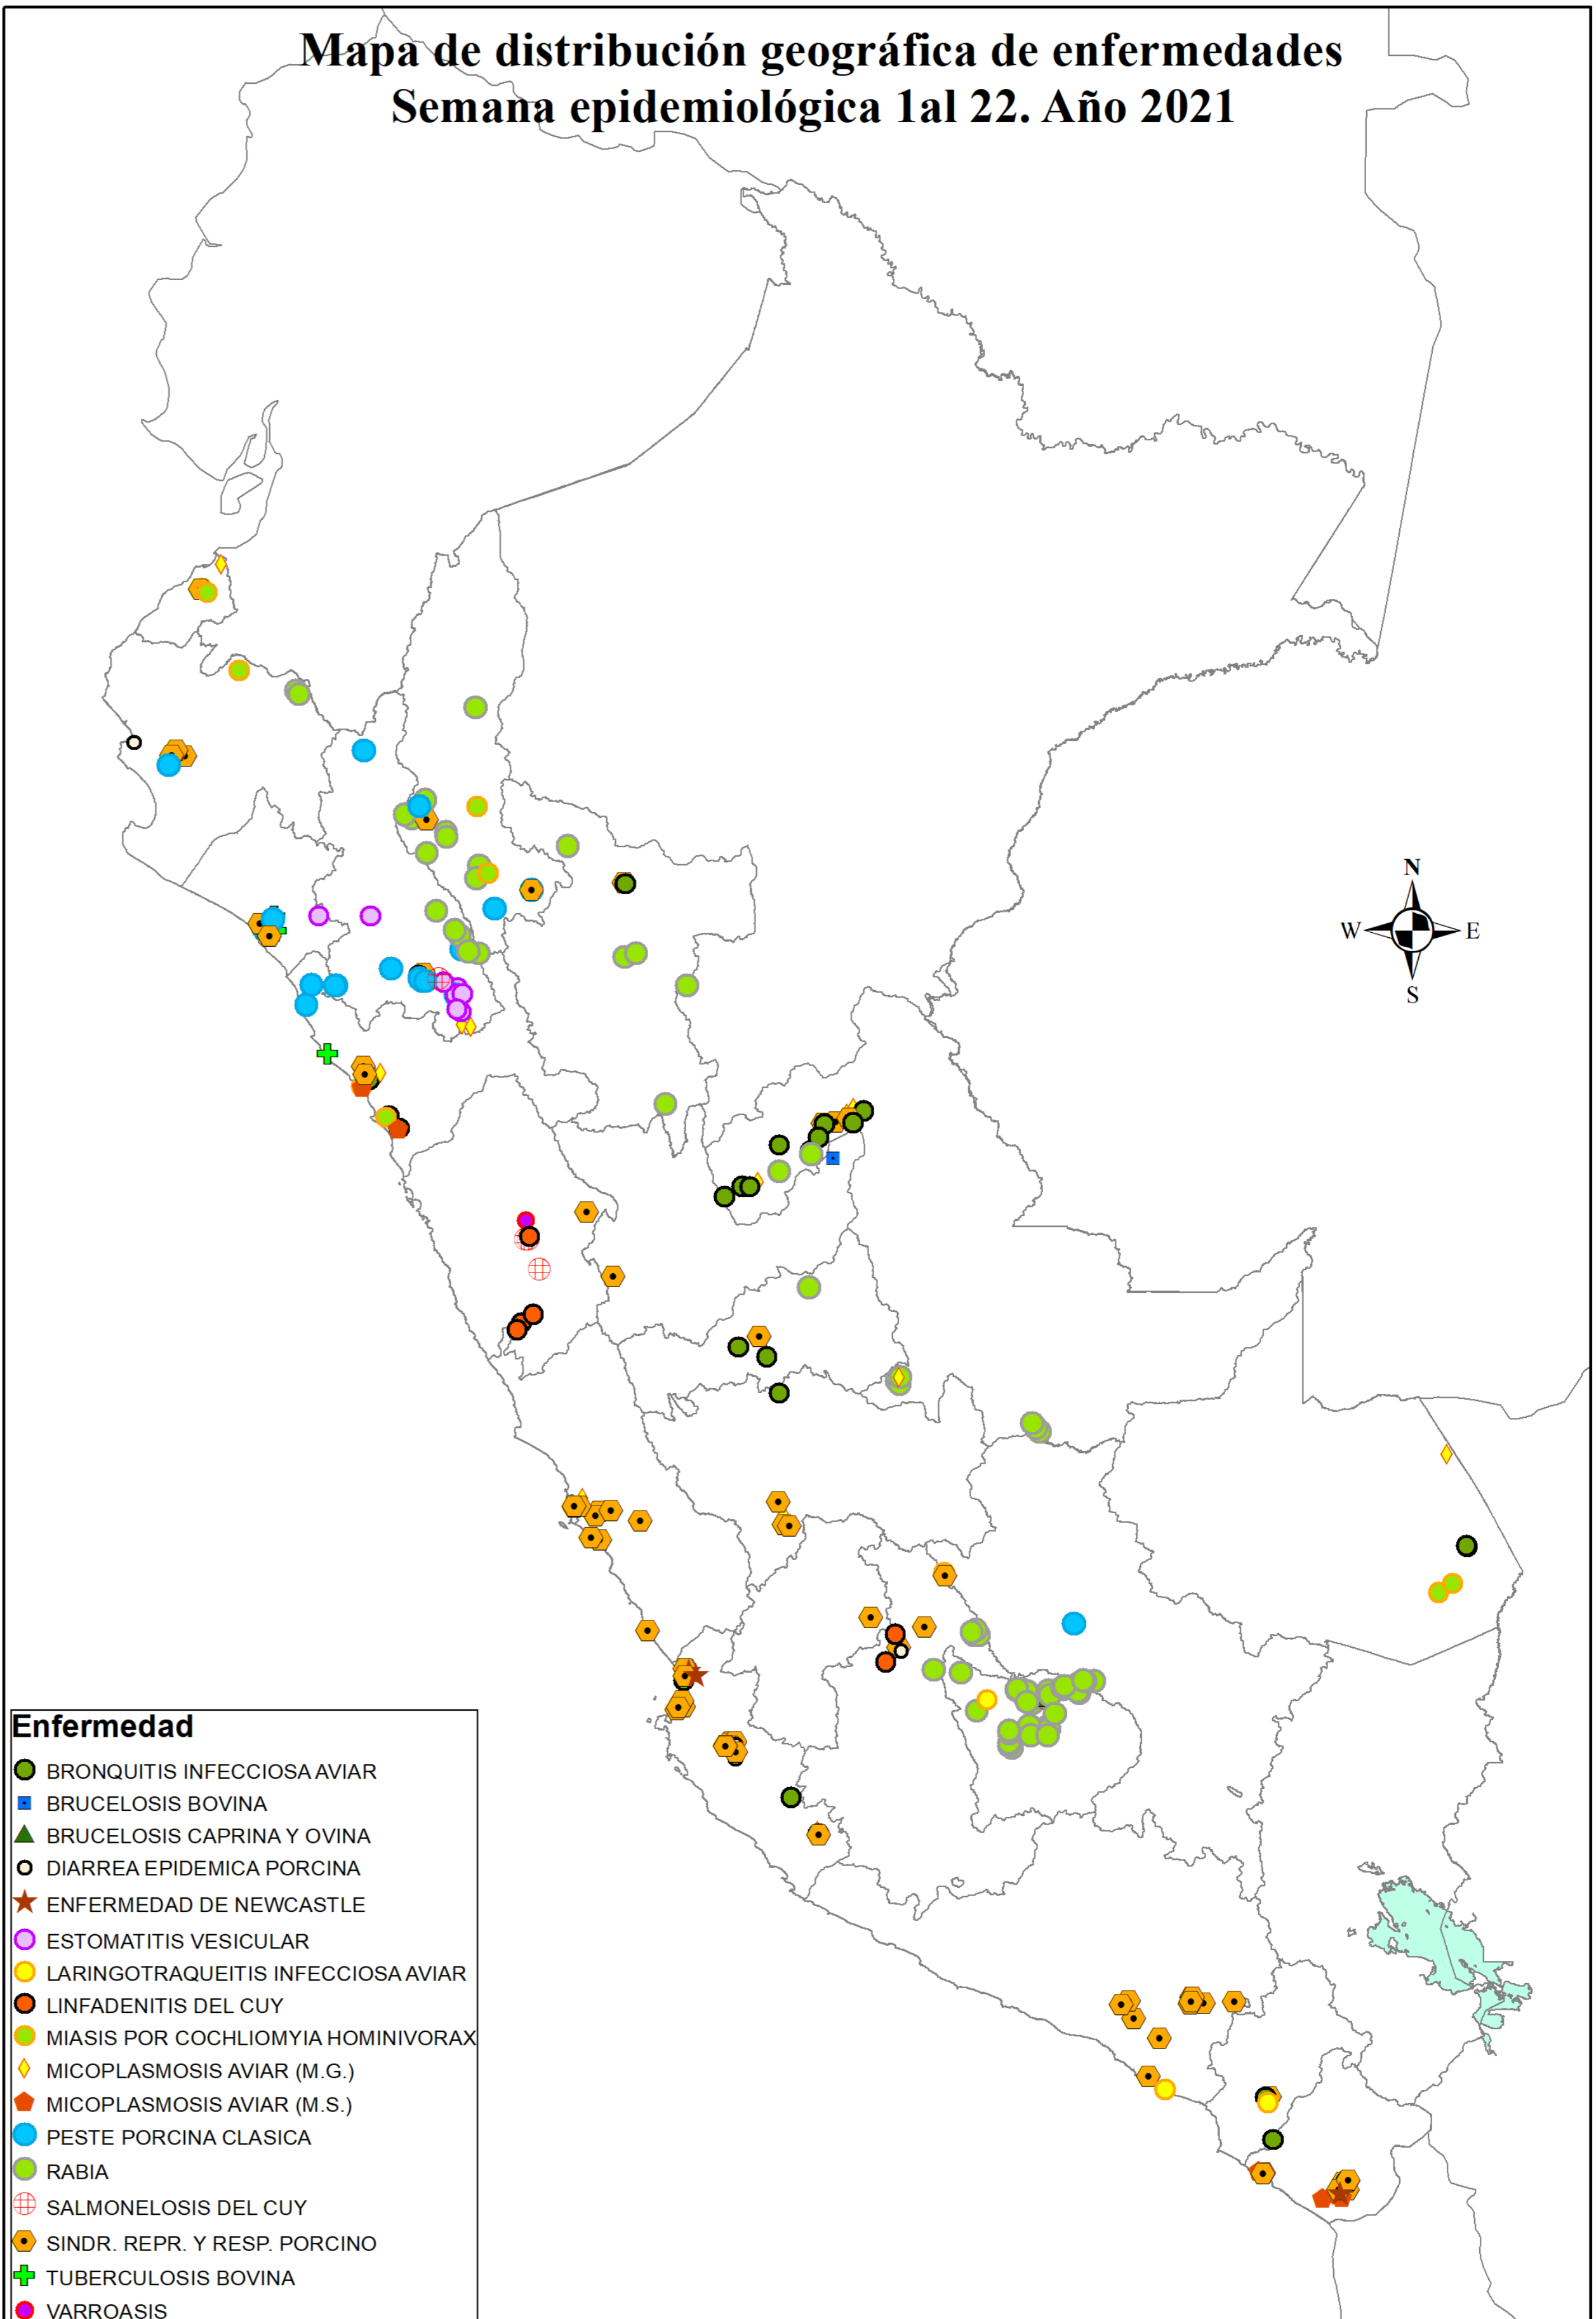 Mapa de distribución geográfica de enfermedades
Semana epidemiológica 1al 22. Año 2021
N
W
E
S
Enfermedad
BRONQUITIS INFECCIOSA AVIAR
BRUCELOSIS BOVINA
BRUCELOSIS CAPRINA Y OVINA
DIARREA EPIDEMICA PORCINA
ENFERMEDAD DE NEWCASTLE
ESTOMATITIS VESICULAR
LARINGOTRAQUEITIS INFECCIOSA AVIAR
LINFADENITIS DEL CUY
MIASIS POR COCHLIOMYIA HOMINIVORAX
MICOPLASMOSIS AVIAR (M.G.)
MICOPLASMOSIS AVIAR (M.S.)
PESTE PORCINA CLASICA
RABIA
SALMONELOSIS DEL CUY
SINDR. REPR. Y RESP. PORCINO
TUBERCULOSIS BOVINA
VARROASIS